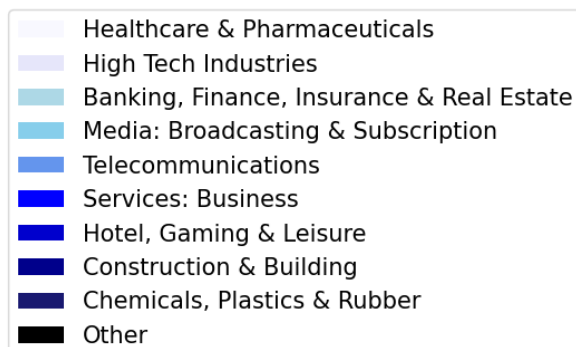 Healthcare & Pharmaceuticals
High Tech Industries
Banking, Finance, Insurance & Real Estate
Media: Broadcasting & Subscription
Telecommunications
Services: Business
Hotel, Gaming & Leisure
Construction & Building
Chemicals, Plastics & Rubber
Other